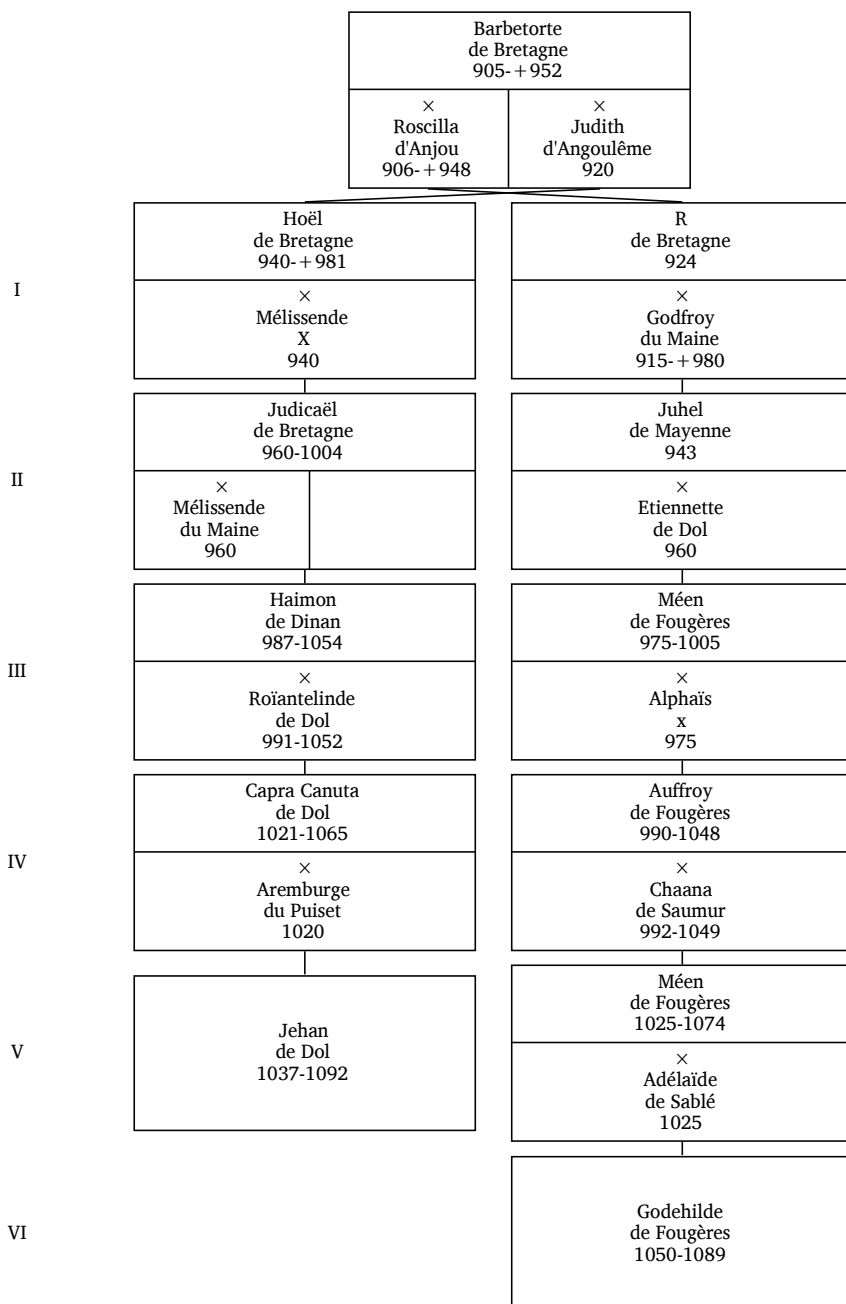 Barbetorte
de Bretagne
905-+952
×
Roscilla
d'Anjou
906-+948
×
Judith
d'Angoulême
920
I
Hoël
de Bretagne
940-+981
×
Mélissende
X
940
R
de Bretagne
924
×
Godfroy
du Maine
915-+980
II
Judicaël
de Bretagne
960-1004
×
Mélissende
du Maine
960
Juhel
de Mayenne
943
×
Etiennette
de Dol
960
III
Haimon
de Dinan
987-1054
×
Roïantelinde
de Dol
991-1052
Méen
de Fougères
975-1005
×
Alphaïs
x
975
IV
Capra Canuta
de Dol
1021-1065
×
Aremburge
du Puiset
1020
Auffroy
de Fougères
990-1048
×
Chaana
de Saumur
992-1049
V
Jehan
de Dol
1037-1092
Méen
de Fougères
1025-1074
×
Adélaïde
de Sablé
1025
VI
Godehilde
de Fougères
1050-1089